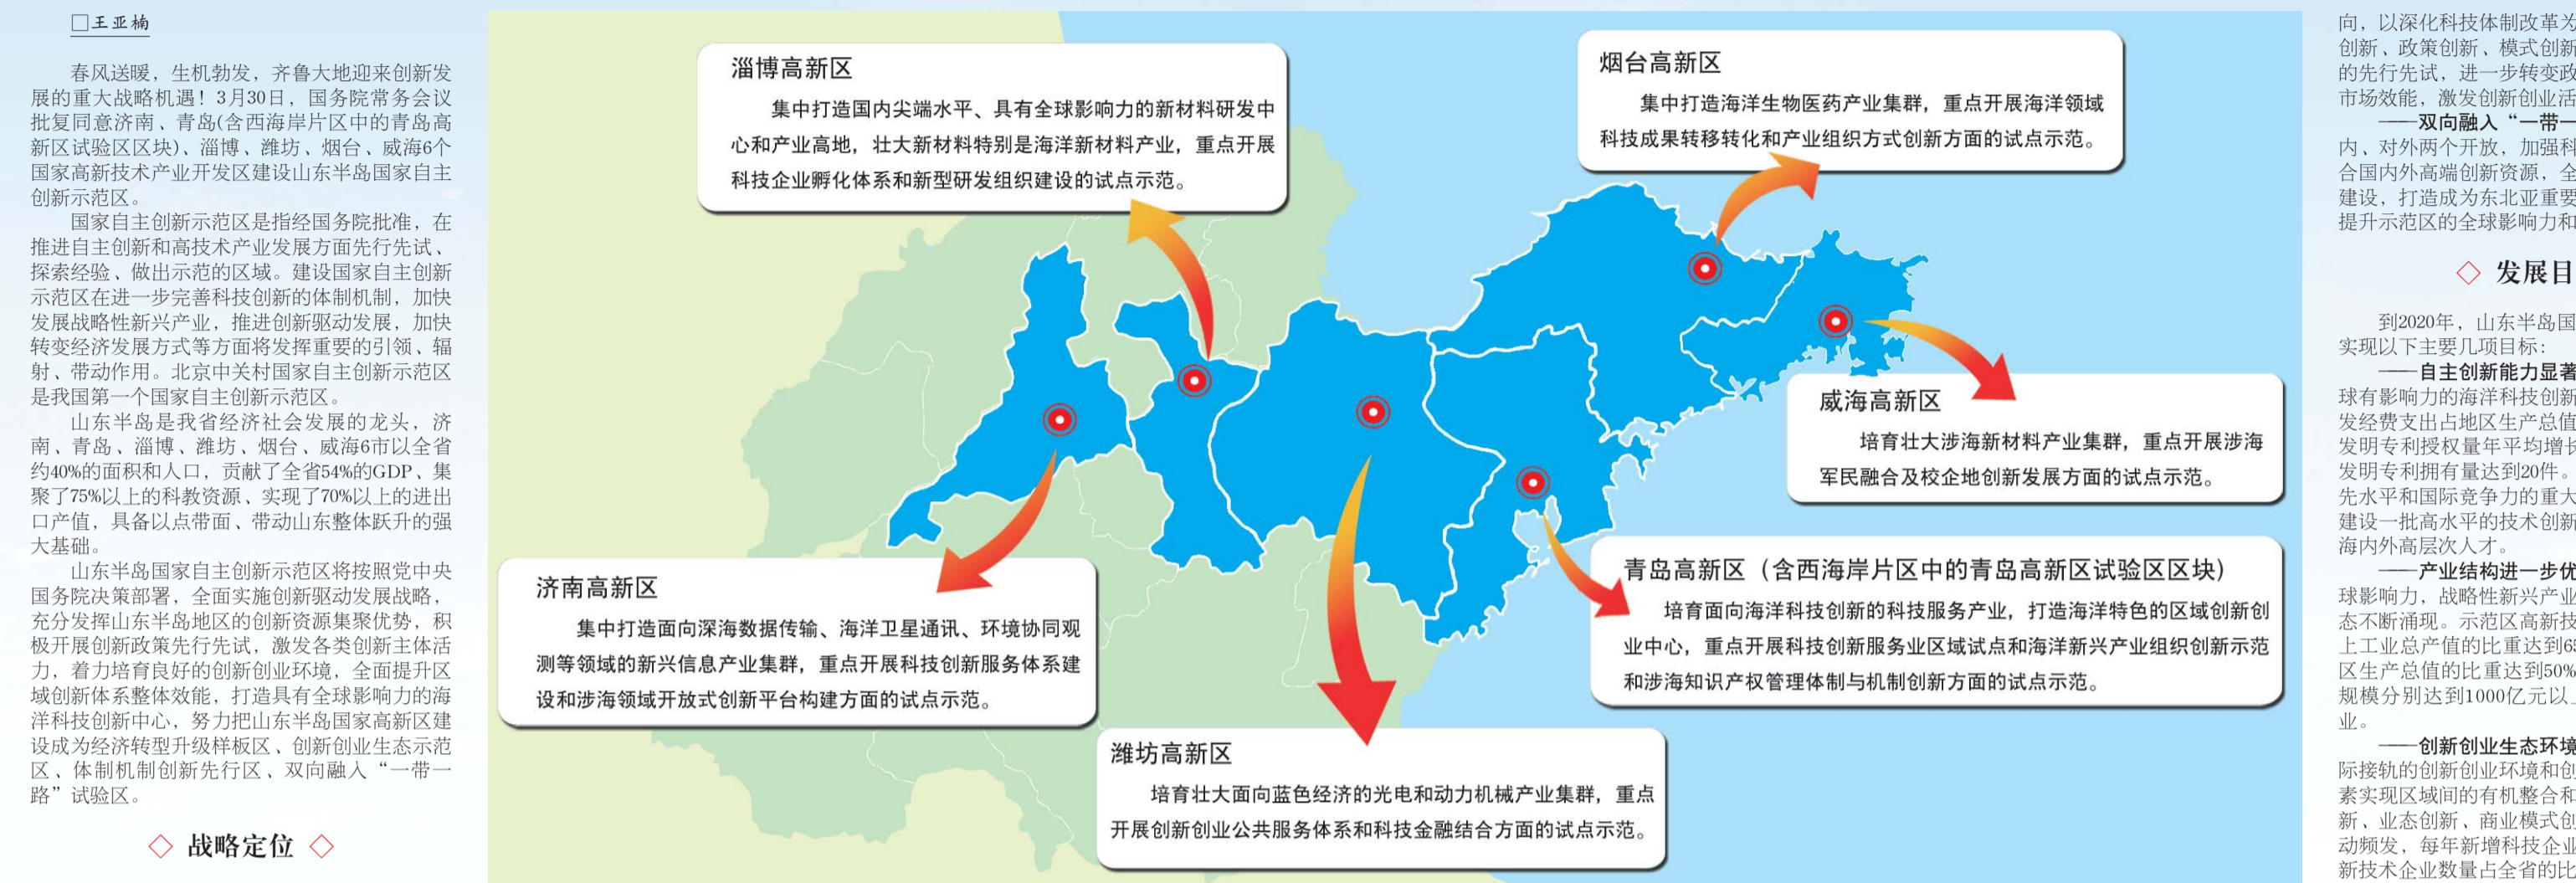 □王亚楠
春风送暖，生机勃发，齐鲁大地迎来创新发
展的重大战略机遇！3月30日，国务院常务会议
批复同意济南、青岛(含西海岸片区中的青岛高
新区试验区区块)、淄博、潍坊、烟台、威海6个
国家高新技术产业开发区建设山东半岛国家自主
创新示范区。
国家自主创新示范区是指经国务院批准，在
推进自主创新和高技术产业发展方面先行先试、
探索经验、做出示范的区域。建设国家自主创新
示范区在进一步完善科技创新的体制机制，加快
发展战略性新兴产业，推进创新驱动发展，加快
转变经济发展方式等方面将发挥重要的引领、辐
射、带动作用。北京中关村国家自主创新示范区
是我国第一个国家自主创新示范区。
山东半岛是我省经济社会发展的龙头，济
南、青岛、淄博、潍坊、烟台、威海6市以全省
约40%的面积和人口，贡献了全省54%的GDP、集
聚了75%以上的科教资源、实现了70%以上的进出
口产值，具备以点带面、带动山东整体跃升的强
大基础。
山东半岛国家自主创新示范区将按照党中央
国务院决策部署，全面实施创新驱动发展战略，
充分发挥山东半岛地区的创新资源集聚优势，积
极开展创新政策先行先试，激发各类创新主体活
力，着力培育良好的创新创业环境，全面提升区
域创新体系整体效能，打造具有全球影响力的海
洋科技创新中心，努力把山东半岛国家高新区建
设成为经济转型升级样板区、创新创业生态示范
区、体制机制创新先行区、双向融入“一带一
路”试验区。
◇ 战略定位 ◇
淄博高新区
集中打造国内尖端水平、具有全球影响力的新材料研发中
心和产业高地，壮大新材料特别是海洋新材料产业，重点开展
科技企业孵化体系和新型研发组织建设的试点示范。
烟台高新区
集中打造海洋生物医药产业集群，重点开展海洋领域
科技成果转移转化和产业组织方式创新方面的试点示范。
威海高新区
培育壮大涉海新材料产业集群，重点开展涉海
军民融合及校企地创新发展方面的试点示范。
济南高新区
集中打造面向深海数据传输、海洋卫星通讯、环境协同观
测等领域的新兴信息产业集群，重点开展科技创新服务体系建
设和涉海领域开放式创新平台构建方面的试点示范。
青岛高新区（含西海岸片区中的青岛高新区试验区区块）
培育面向海洋科技创新的科技服务产业，打造海洋特色的区域创新创
业中心，重点开展科技创新服务业区域试点和海洋新兴产业组织创新示范
和涉海知识产权管理体制与机制创新方面的试点示范。
潍坊高新区
培育壮大面向蓝色经济的光电和动力机械产业集群，重点
开展创新创业公共服务体系和科技金融结合方面的试点示范。
向，以深化科技体制改革为
创新、政策创新、模式创新
的先行先试，进一步转变政
市场效能，激发创新创业活
——双向融入“一带一
内、对外两个开放，加强科
合国内外高端创新资源，全
建设，打造成为东北亚重要
提升示范区的全球影响力和
◇ 发展目
到2020年，山东半岛国
实现以下主要几项目标：
——自主创新能力显著
球有影响力的海洋科技创新
发经费支出占地区生产总值
发明专利授权量年平均增长
发明专利拥有量达到20件。
先水平和国际竞争力的重大
建设一批高水平的技术创新
海内外高层次人才。
——产业结构进一步优
球影响力，战略性新兴产业
态不断涌现。示范区高新技
上工业总产值的比重达到65
区生产总值的比重达到50%
规模分别达到1000亿元以上
业。
——创新创业生态环境
际接轨的创新创业环境和创
素实现区域间的有机整合和
新、业态创新、商业模式创
动频发，每年新增科技企业
新技术企业数量占全省的比